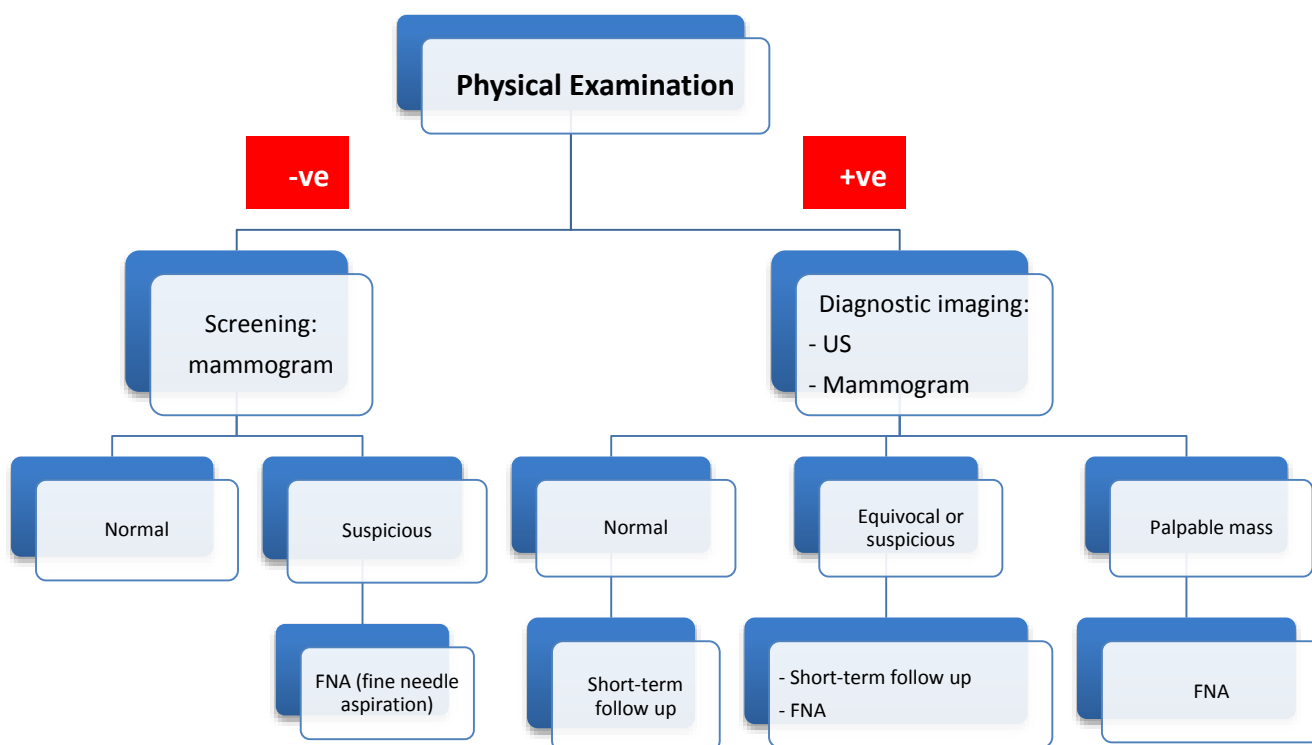 Physical Examination
-ve
+ve
Screening:
mammogram
Diagnostic imaging:
- US
- Mammogram
Normal
Suspicious
Normal
Equivocal or
suspicious
Palpable mass
FNA (fine needle
aspiration)
Short-term
follow up
- Short-term follow up
- FNA
FNA